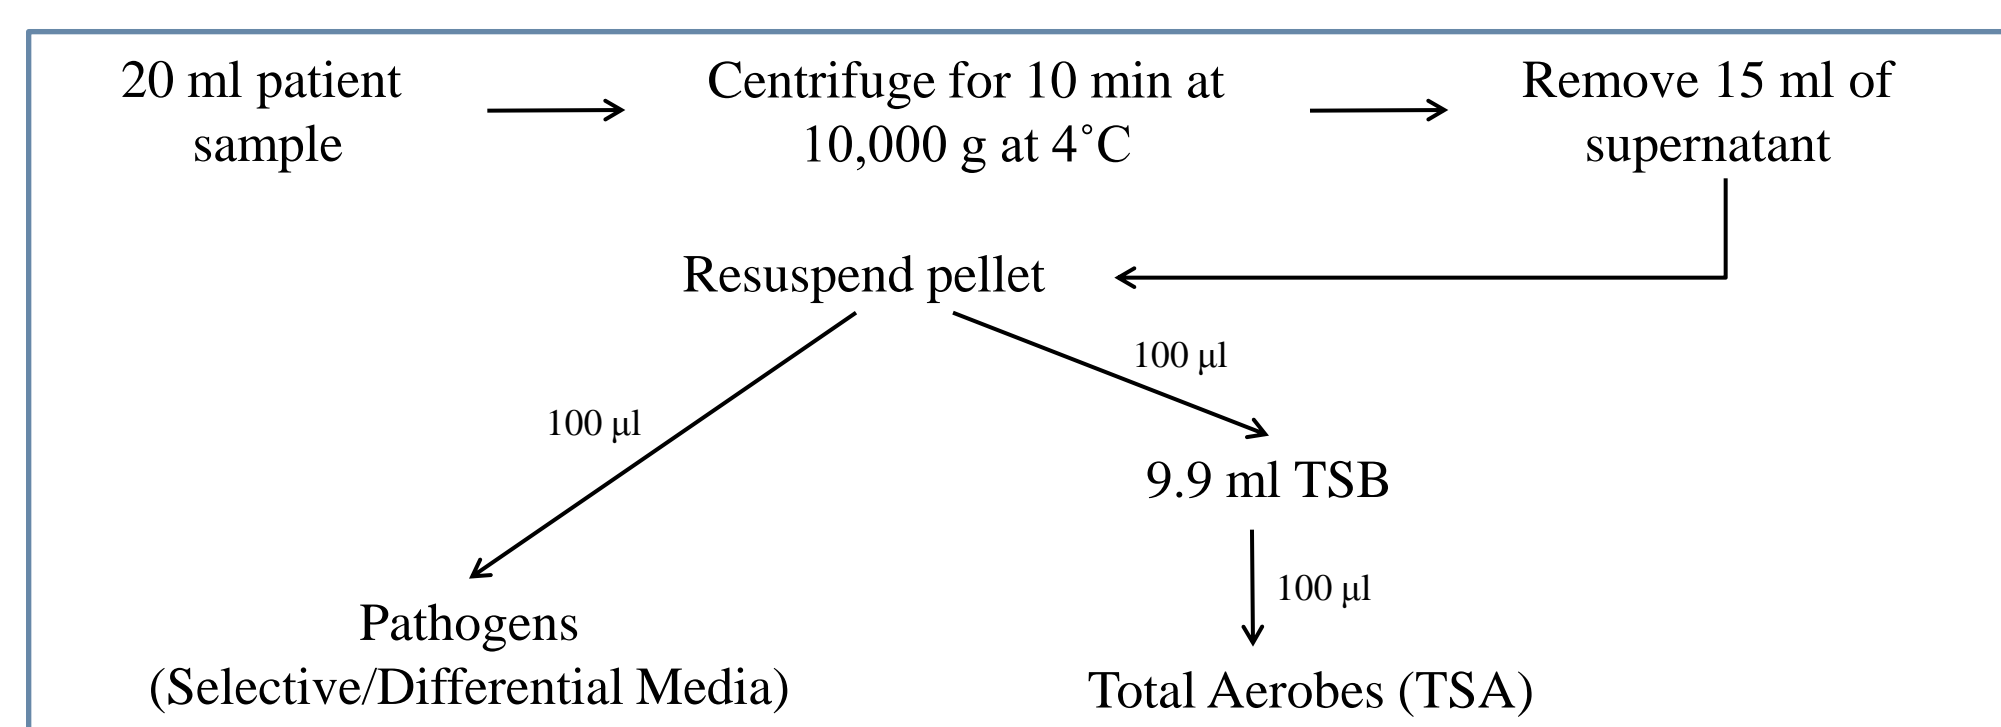 20 ml patient
sample
Centrifuge for 10 min at
10,000 g at 4˚C
Remove 15 ml of
supernatant
Resuspend pellet
100 μl
100 μl
9.9 ml TSB
100 μl
Pathogens
(Selective/Differential Media)
Total Aerobes (TSA)